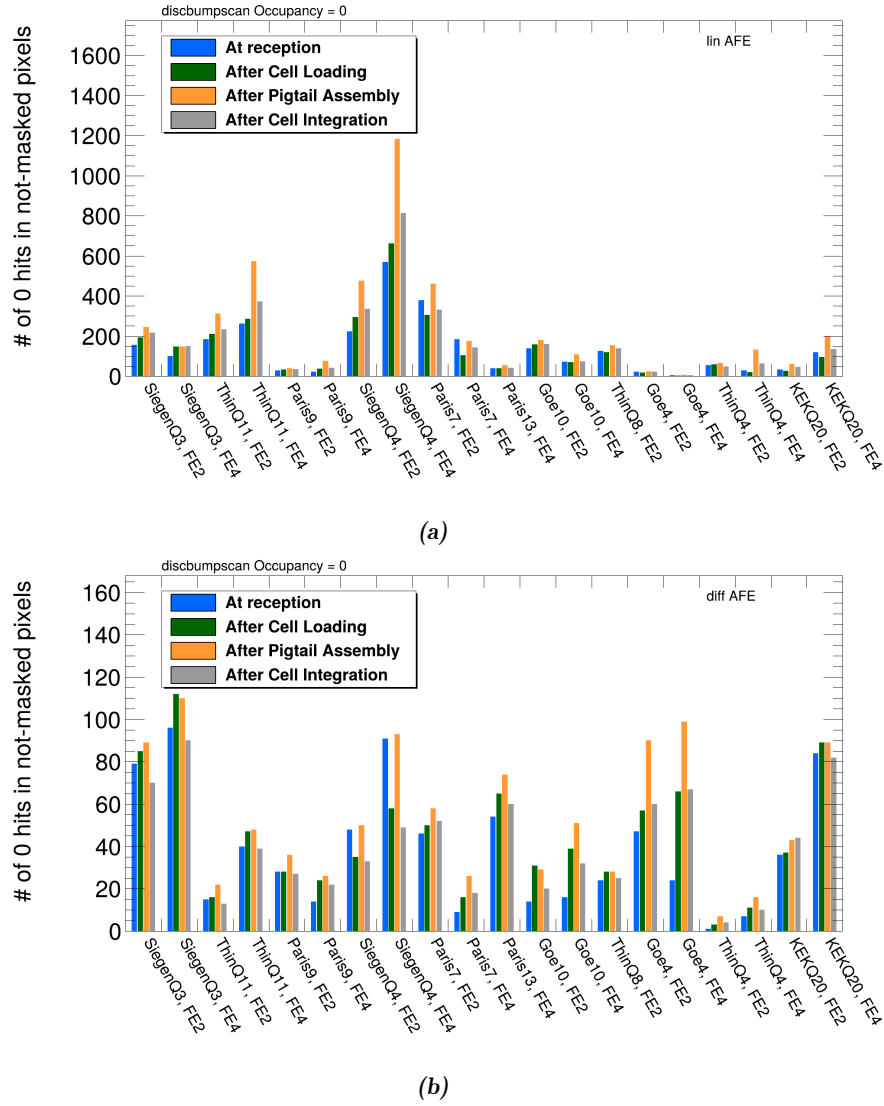 discbumpscan Occupancy = 0
lin AFE
# of 0 hits in not-masked pixels
1600
1400
1200
1000
800
600
400
200
0
At reception
After Cell Loading
After Pigtail Assembly
After Cell Integration
SiegenQ3, FE2
SiegenQ3, FE4
ThinQ11, FE2
ThinQ11, FE4
Paris9, FE2
Paris9, FE4
SiegenQ4, FE2
SiegenQ4, FE4
Paris7, FE2
Paris7, FE4
Paris13, FE4
Goe10, FE2
Goe10, FE4
ThinQ8, FE2
Goe4, FE2
Goe4, FE4
ThinQ4, FE2
ThinQ4, FE4
KEKQ20, FE2
KEKQ20, FE4
(a)
discbumpscan Occupancy = 0
diff AFE
# of 0 hits in not-masked pixels
160
140
120
100
80
60
40
20
0
At reception
After Cell Loading
After Pigtail Assembly
After Cell Integration
SiegenQ3, FE2
SiegenQ3, FE4
ThinQ11, FE2
ThinQ11, FE4
Paris9, FE2
Paris9, FE4
SiegenQ4, FE2
SiegenQ4, FE4
Paris7, FE2
Paris7, FE4
Paris13, FE4
Goe10, FE2
Goe10, FE4
ThinQ8, FE2
Goe4, FE2
Goe4, FE4
ThinQ4, FE2
ThinQ4, FE4
KEKQ20, FE2
KEKQ20, FE4
(b)